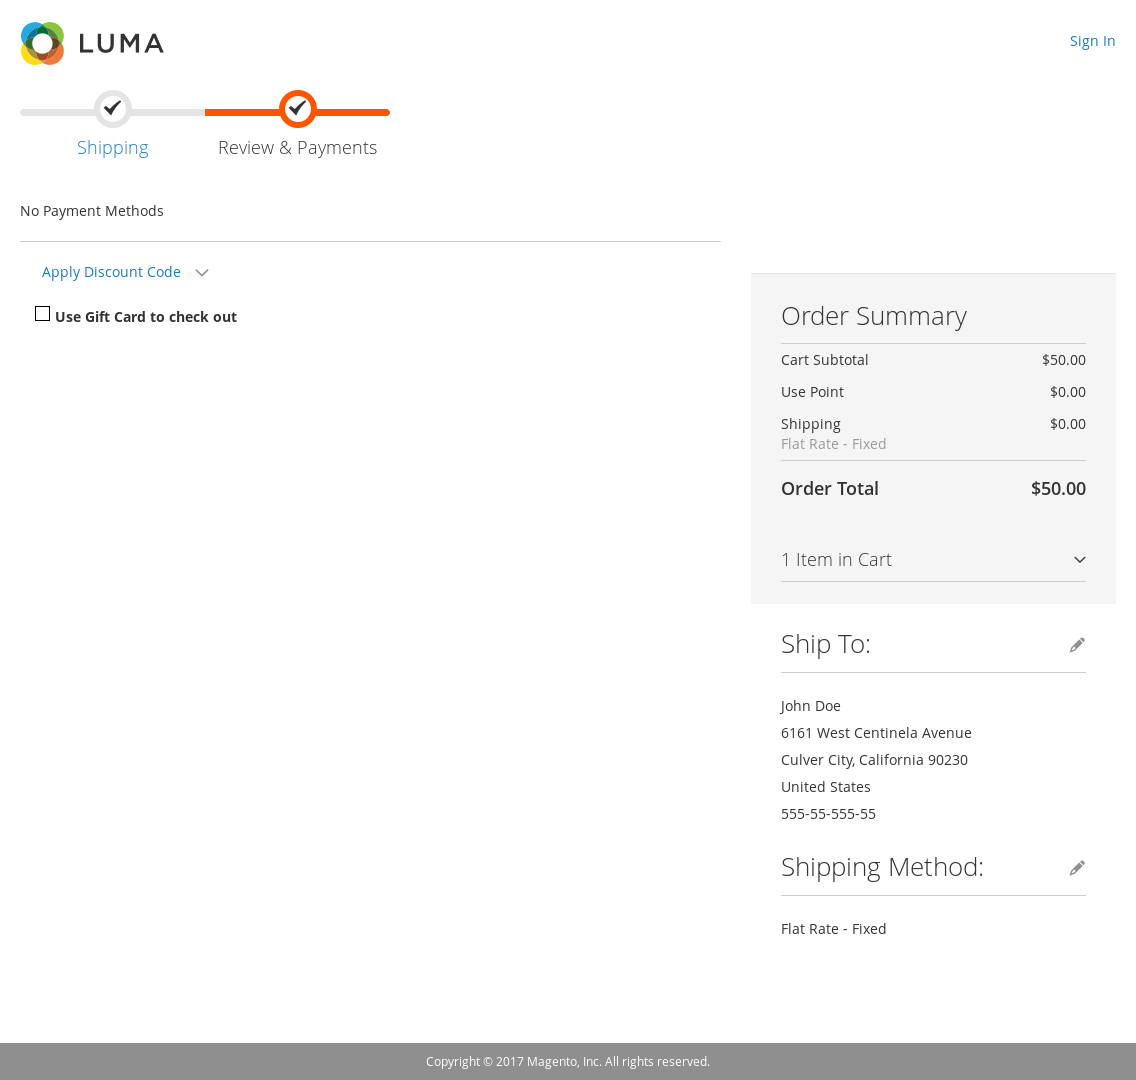 LUMA
Sign In
Shipping
Review & Payments
No Payment Methods
Apply Discount Code
Use Gift Card to check out
Order Summary
Cart Subtotal $50.00
Use Point $0.00
Shipping $0.00
Flat Rate - Fixed
Order Total $50.00
1 Item in Cart
Ship To:
John Doe
6161 West Centinela Avenue
Culver City, California 90230
United States
555-55-555-55
Shipping Method:
Flat Rate - Fixed
Copyright © 2017 Magento, Inc. All rights reserved.